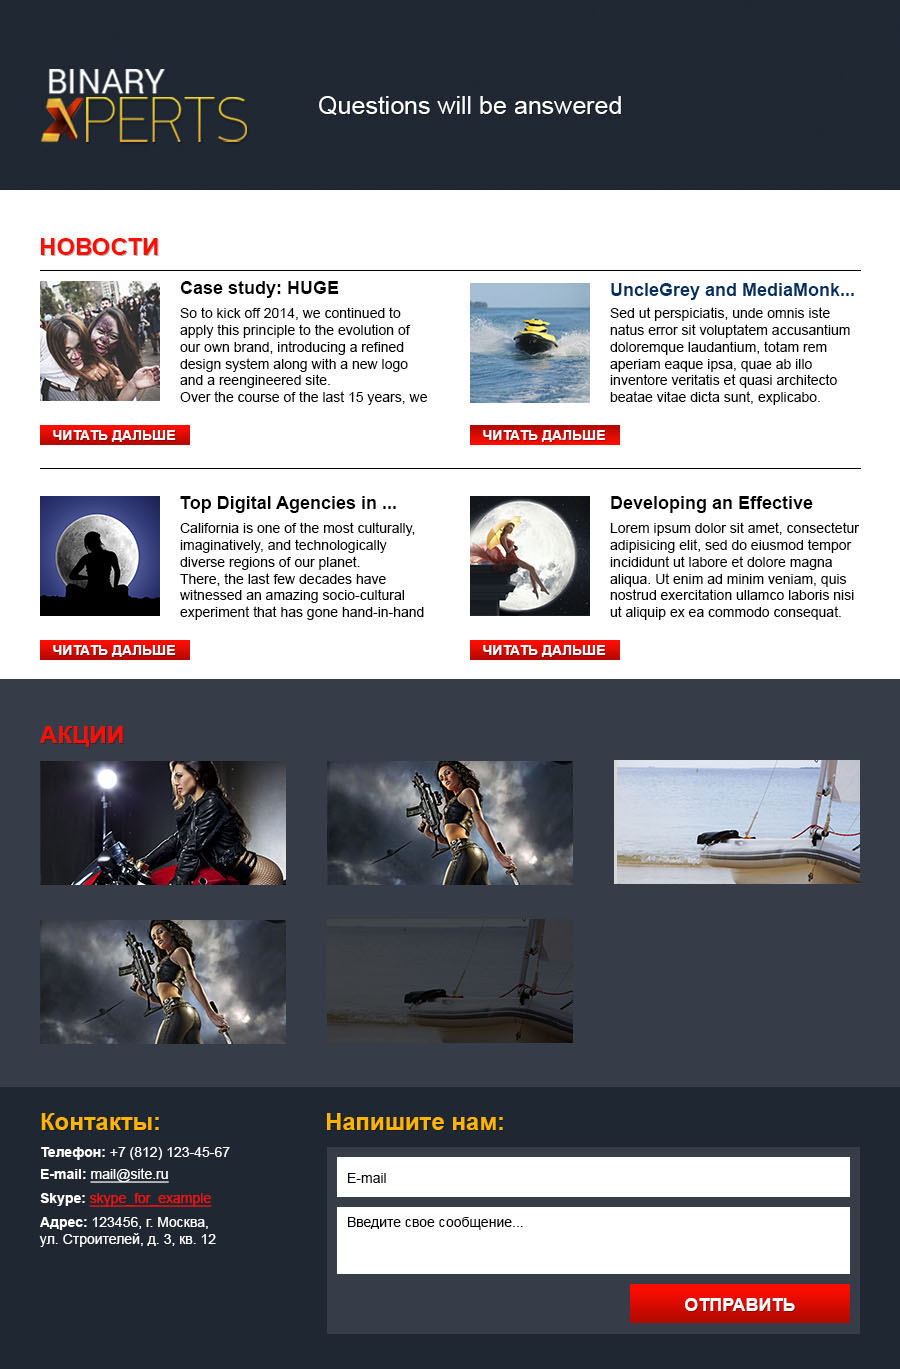 BINARY
XPERTS
Questions will be answered
НОВОСТИ
Case study: HUGE
So to kick off 2014, we continued to
apply this principle to the evolution of
our own brand, introducing a refined
design system along with a new logo
and a reengineered site.
Over the course of the last 15 years, we
ЧИТАТЬ ДАЛЬШЕ
UncleGrey and MediaMonk...
Sed ut perspiciatis, unde omnis iste
natus error sit voluptatem accusantium
doloremque laudantium, totam rem
aperiam eaque ipsa, quae ab illo
inventore veritatis et quasi architecto
beatae vitae dicta sunt, explicabo.
ЧИТАТЬ ДАЛЬШЕ
Top Digital Agencies in ...
California is one of the most culturally,
imaginatively, and technologically
diverse regions of our planet.
There, the last few decades have
witnessed an amazing socio-cultural
experiment that has gone hand-in-hand
ЧИТАТЬ ДАЛЬШЕ
Developing an Effective
Lorem ipsum dolor sit amet, consectetur
adipisicing elit, sed do eiusmod tempor
incididunt ut labore et dolore magna
aliqua. Ut enim ad minim veniam, quis
nostrud exercitation ullamco laboris nisi
ut aliquip ex ea commodo consequat.
ЧИТАТЬ ДАЛЬШЕ
АКЦИИ
Контакты:
Телефон: +7 (812) 123-45-67
E-mail: mail@site.ru
Skype: skype_for_example
Адрес: 123456, г. Москва,
ул. Строителей, д. 3, кв. 12
Напишите нам:
E-mail
Введите свое сообщение...
ОТПРАВИТЬ